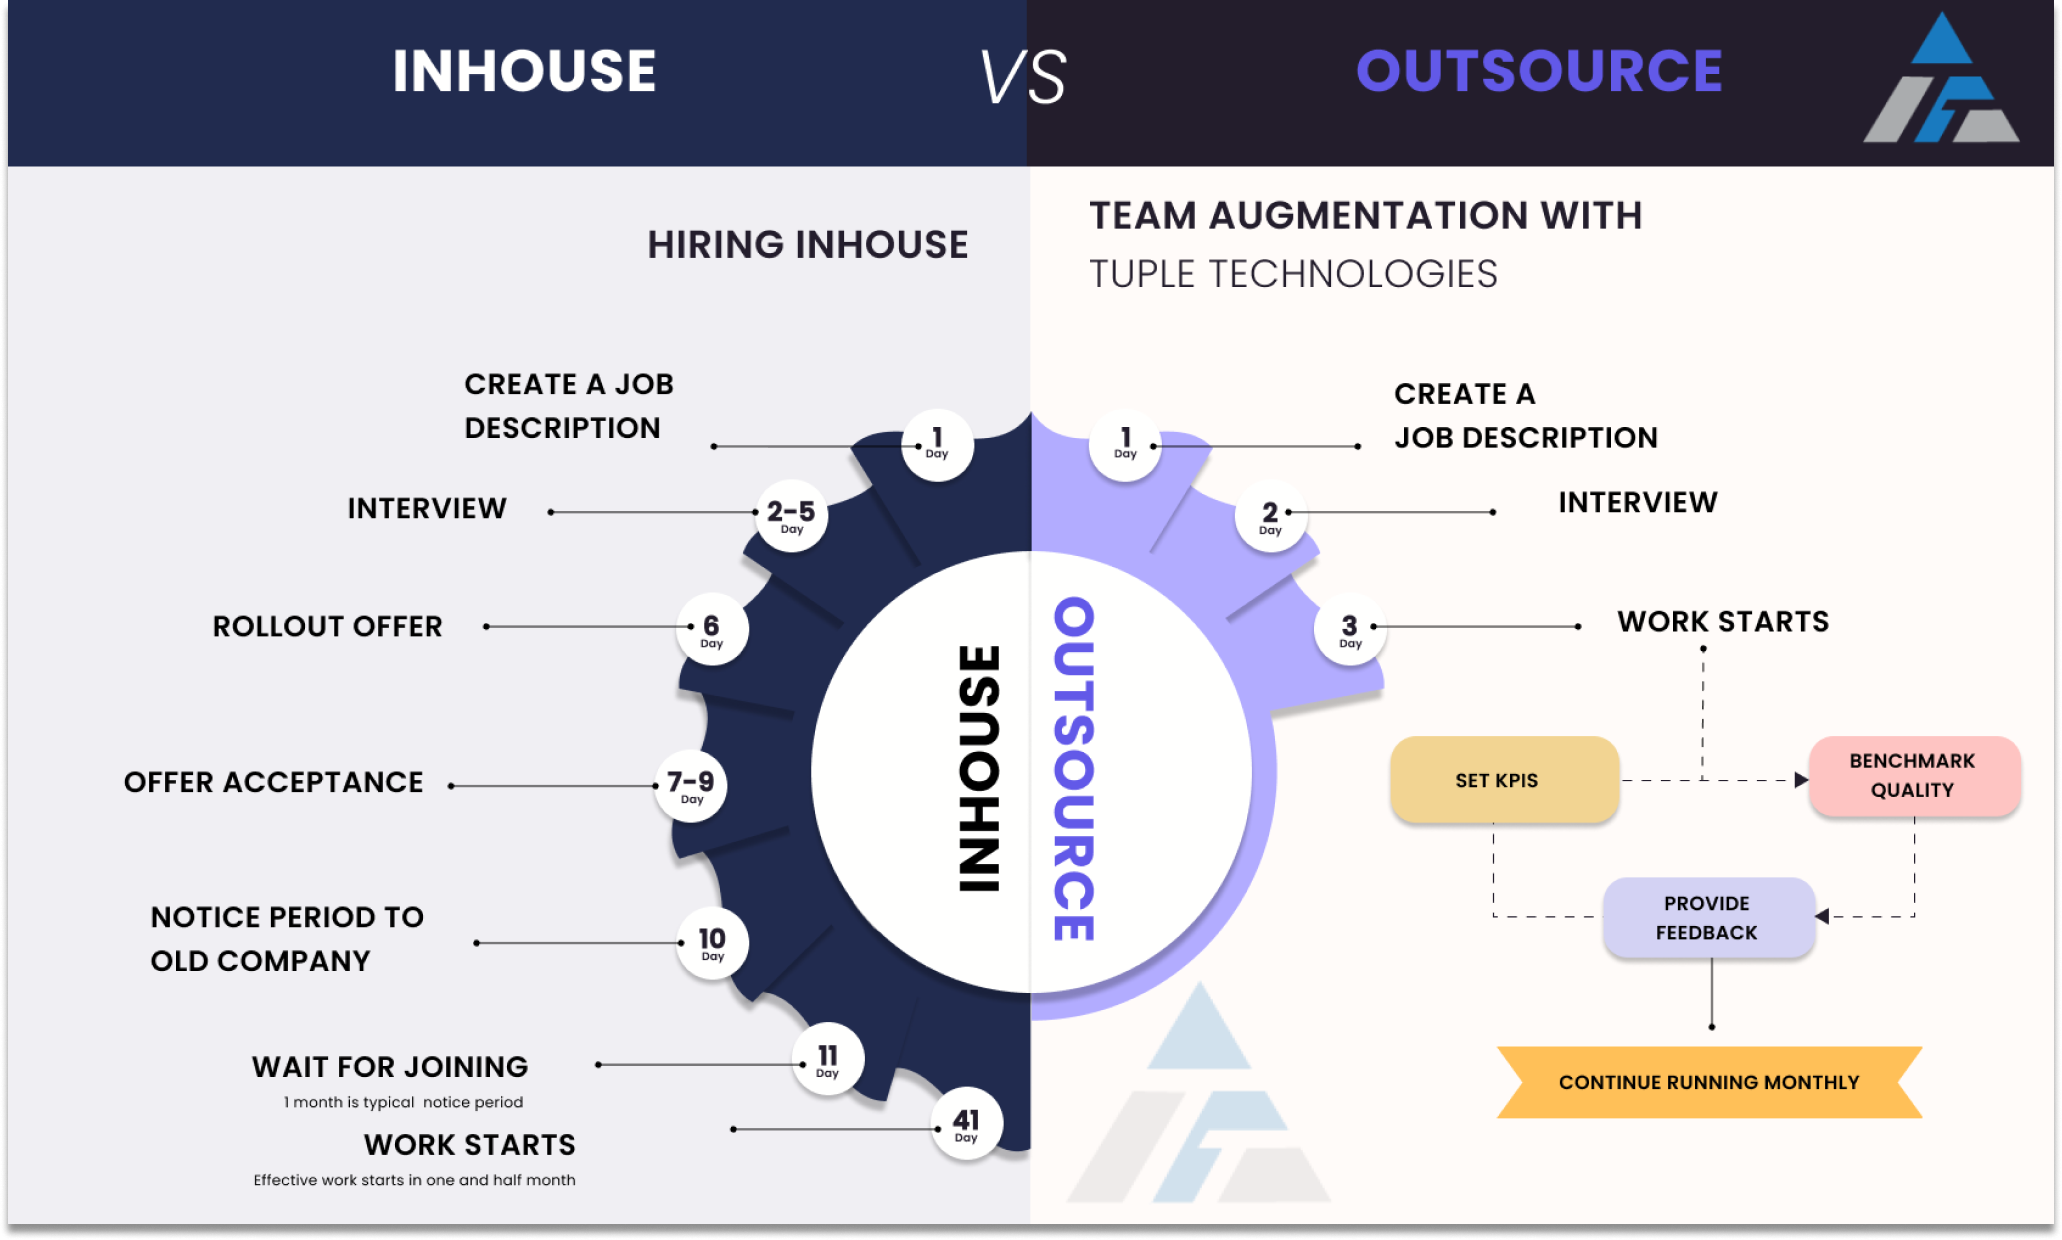 INHOUSE
VS
OUTSOURCE
HIRING INHOUSE
CREATE A JOB
DESCRIPTION
1
Day
INTERVIEW
2-5
Day
ROLLOUT OFFER
6
Day
OFFER ACCEPTANCE
7-9
Day
NOTICE PERIOD TO
OLD COMPANY
10
Day
WAIT FOR JOINING
1 month is typical notice period
11
Day
WORK STARTS
Effective work starts in one and half month
41
Day
INHOUSE
OUTSOURCE
TEAM AUGMENTATION WITH
TUPLE TECHNOLOGIES
1
Day
CREATE A
JOB DESCRIPTION
2
Day
INTERVIEW
3
Day
WORK STARTS
SET KPIS
BENCHMARK
QUALITY
PROVIDE
FEEDBACK
CONTINUE RUNNING MONTHLY